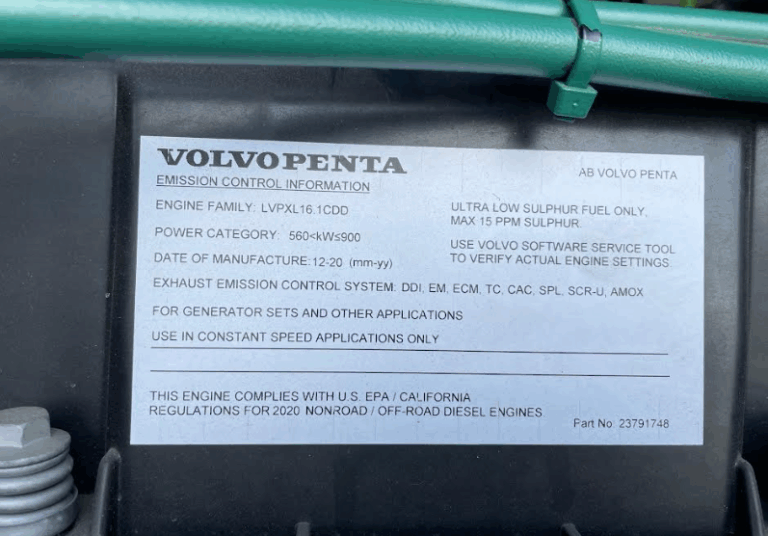 VOLVO PENTA
AB VOLVO PENTA
EMISSION CONTROL INFORMATION
ENGINE FAMILY: LVPXL16.1CDD
POWER CATEGORY: 560<kW≤900
DATE OF MANUFACTURE: 12-20 (mm-yy)
ULTRA LOW SULPHUR FUEL ONLY,
MAX 15 PPM SULPHUR.
USE VOLVO SOFTWARE SERVICE TOOL
TO VERIFY ACTUAL ENGINE SETTINGS.
EXHAUST EMISSION CONTROL SYSTEM: DDI, EM, ECM, TC, CAC, SPL, SCR-U, AMOX
FOR GENERATOR SETS AND OTHER APPLICATIONS
USE IN CONSTANT SPEED APPLICATIONS ONLY
THIS ENGINE COMPLIES WITH U.S. EPA / CALIFORNIA
REGULATIONS FOR 2020 NONROAD / OFF-ROAD DIESEL ENGINES
Part No: 23791748